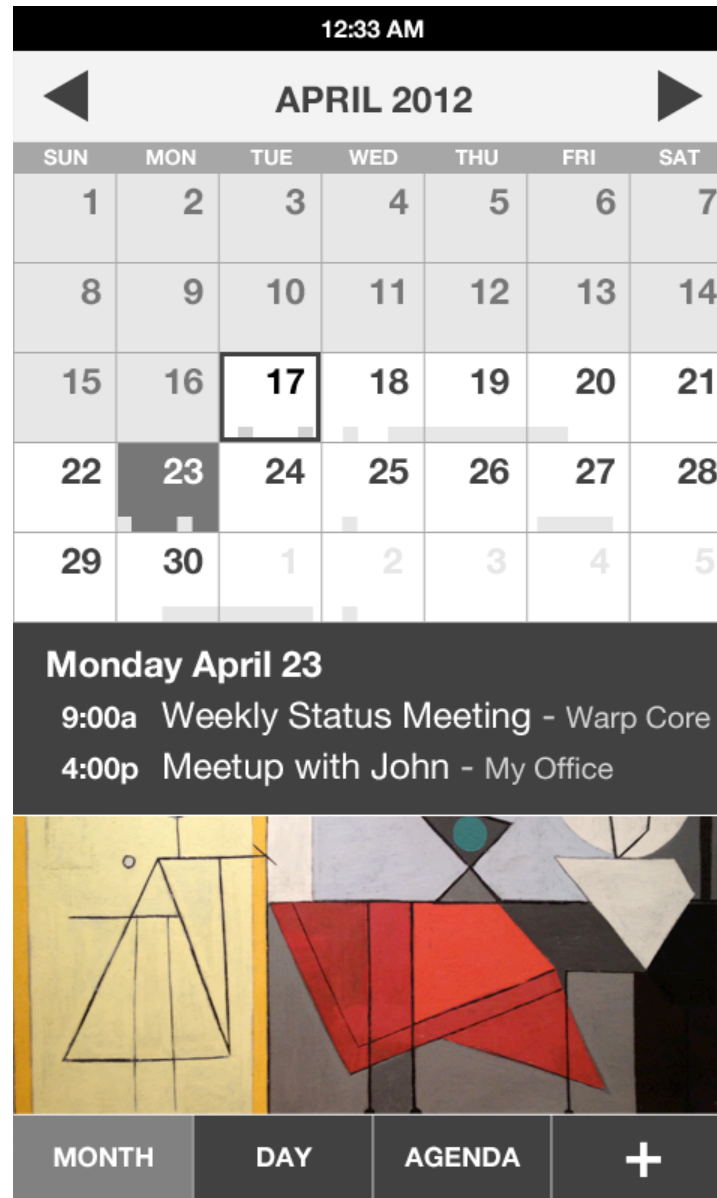 12:33 AM
APRIL 2012
SUN MON TUE WED THU FRI SAT
1 2 3 4 5 6 7
8 9 10 11 12 13 14
15 16 17 18 19 20 21
22 23 24 25 26 27 28
29 30 1 2 3 4 5
Monday April 23
9:00a Weekly Status Meeting - Warp Core
4:00p Meetup with John - My Office
MONTH DAY AGENDA +